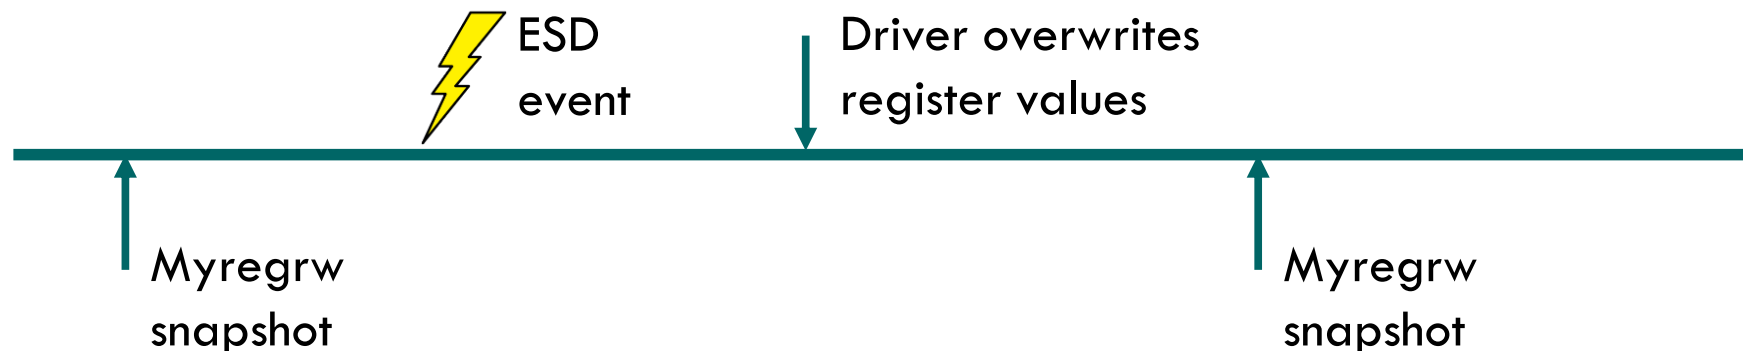 ESD
event
Driver overwrites
register values
Myregrw
snapshot
Myregrw
snapshot